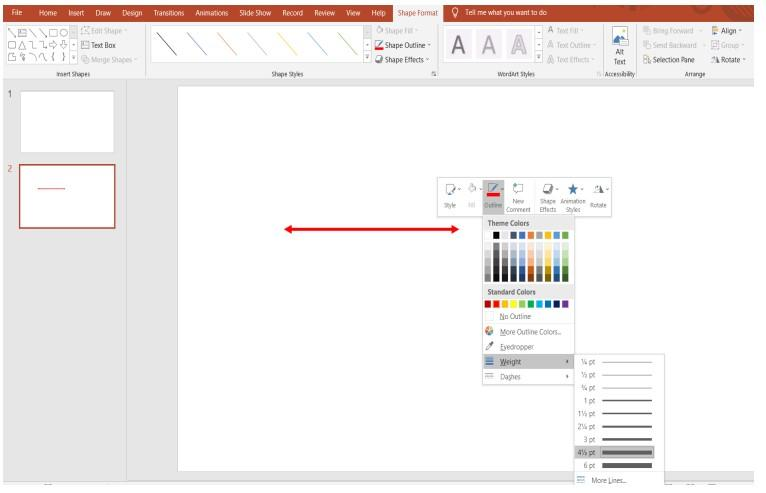 File Home Insert Draw Design Transitions Animations Slide Show Record Review View Help Shape Format Tell me what you want to do
Edit Shape
Text Box
Merge Shapes
Insert Shapes
Shape Fill
Shape Outline
Shape Effects
Shape Styles
A A A
Text Fill
Text Outline
Text Effects
WordArt Styles
Alt
Text
Accessibility
Bring Forward
Send Backward
Selection Pane
Align
Group
Rotate
Arrange
1
2
Style Fill Outline New Comment Shape Effects Animation Styles Rotate
Theme Colors
Standard Colors
No Outline
More Outline Colors...
Eyedropper
Weight
Dashes
¼ pt
½ pt
¾ pt
1 pt
1½ pt
2¼ pt
3 pt
4½ pt
6 pt
More Lines...